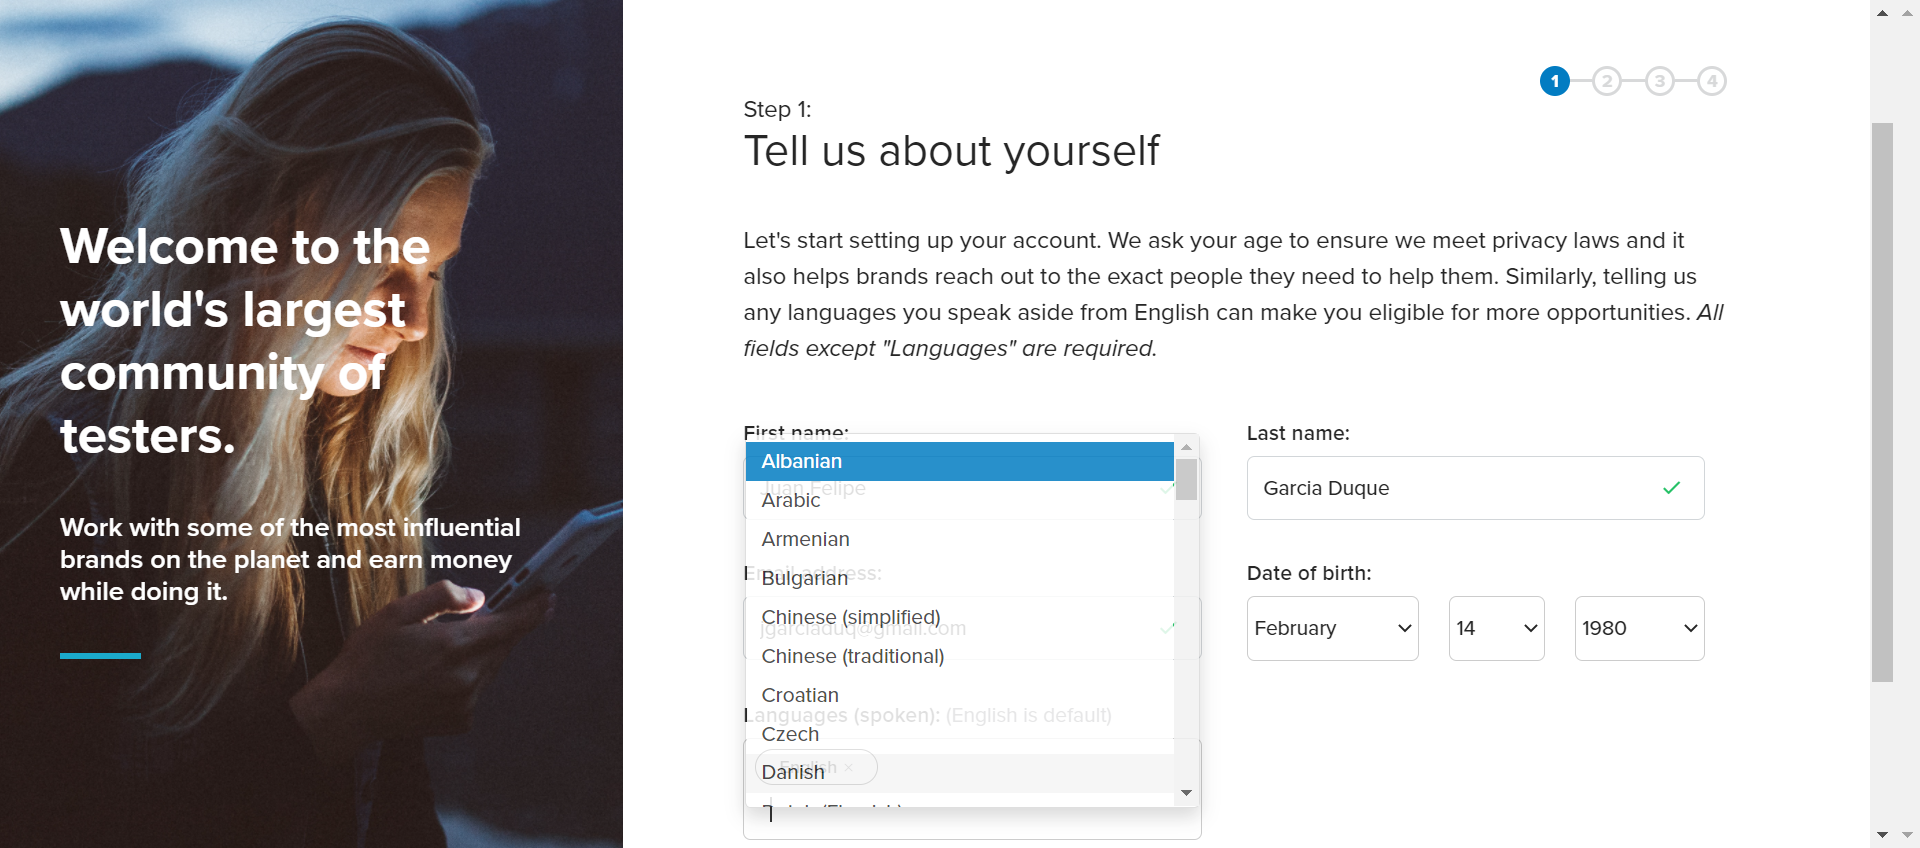 Welcome to the
world's largest
community of
testers.
Work with some of the most influential
brands on the planet and earn money
while doing it.
1 2 3 4
Step 1:
Tell us about yourself
Let's start setting up your account. We ask your age to ensure we meet privacy laws and it
also helps brands reach out to the exact people they need to help them. Similarly, telling us
any languages you speak aside from English can make you eligible for more opportunities. All
fields except "Languages" are required.
First name:
Juan Felipe
Last name:
Garcia Duque
Email address:
jgarciaduq@gmail.com
Date of birth:
February 14 1980
Languages (spoken): (English is default)
English ×
Albanian
Arabic
Armenian
Bulgarian
Chinese (simplified)
Chinese (traditional)
Croatian
Czech
Danish